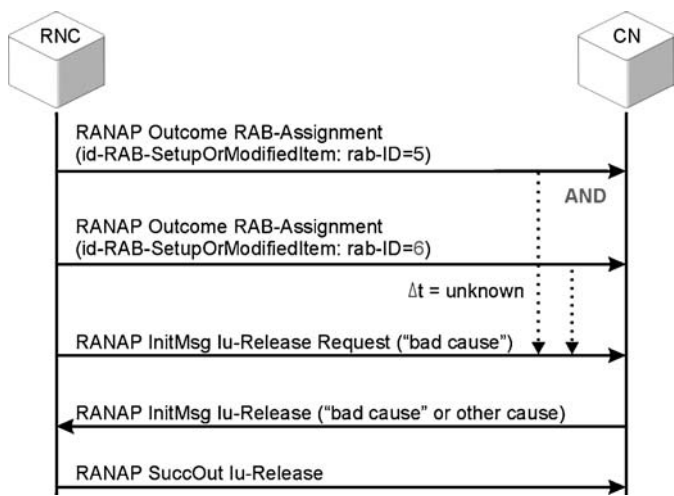 RNC
CN
RANAP Outcome RAB-Assignment
(id-RAB-SetupOrModifiedItem: rab-ID=5)
AND
RANAP Outcome RAB-Assignment
(id-RAB-SetupOrModifiedItem: rab-ID=6)
Δt = unknown
RANAP InitMsg Iu-Release Request (“bad cause”)
RANAP InitMsg Iu-Release (“bad cause” or other cause)
RANAP SuccOut Iu-Release